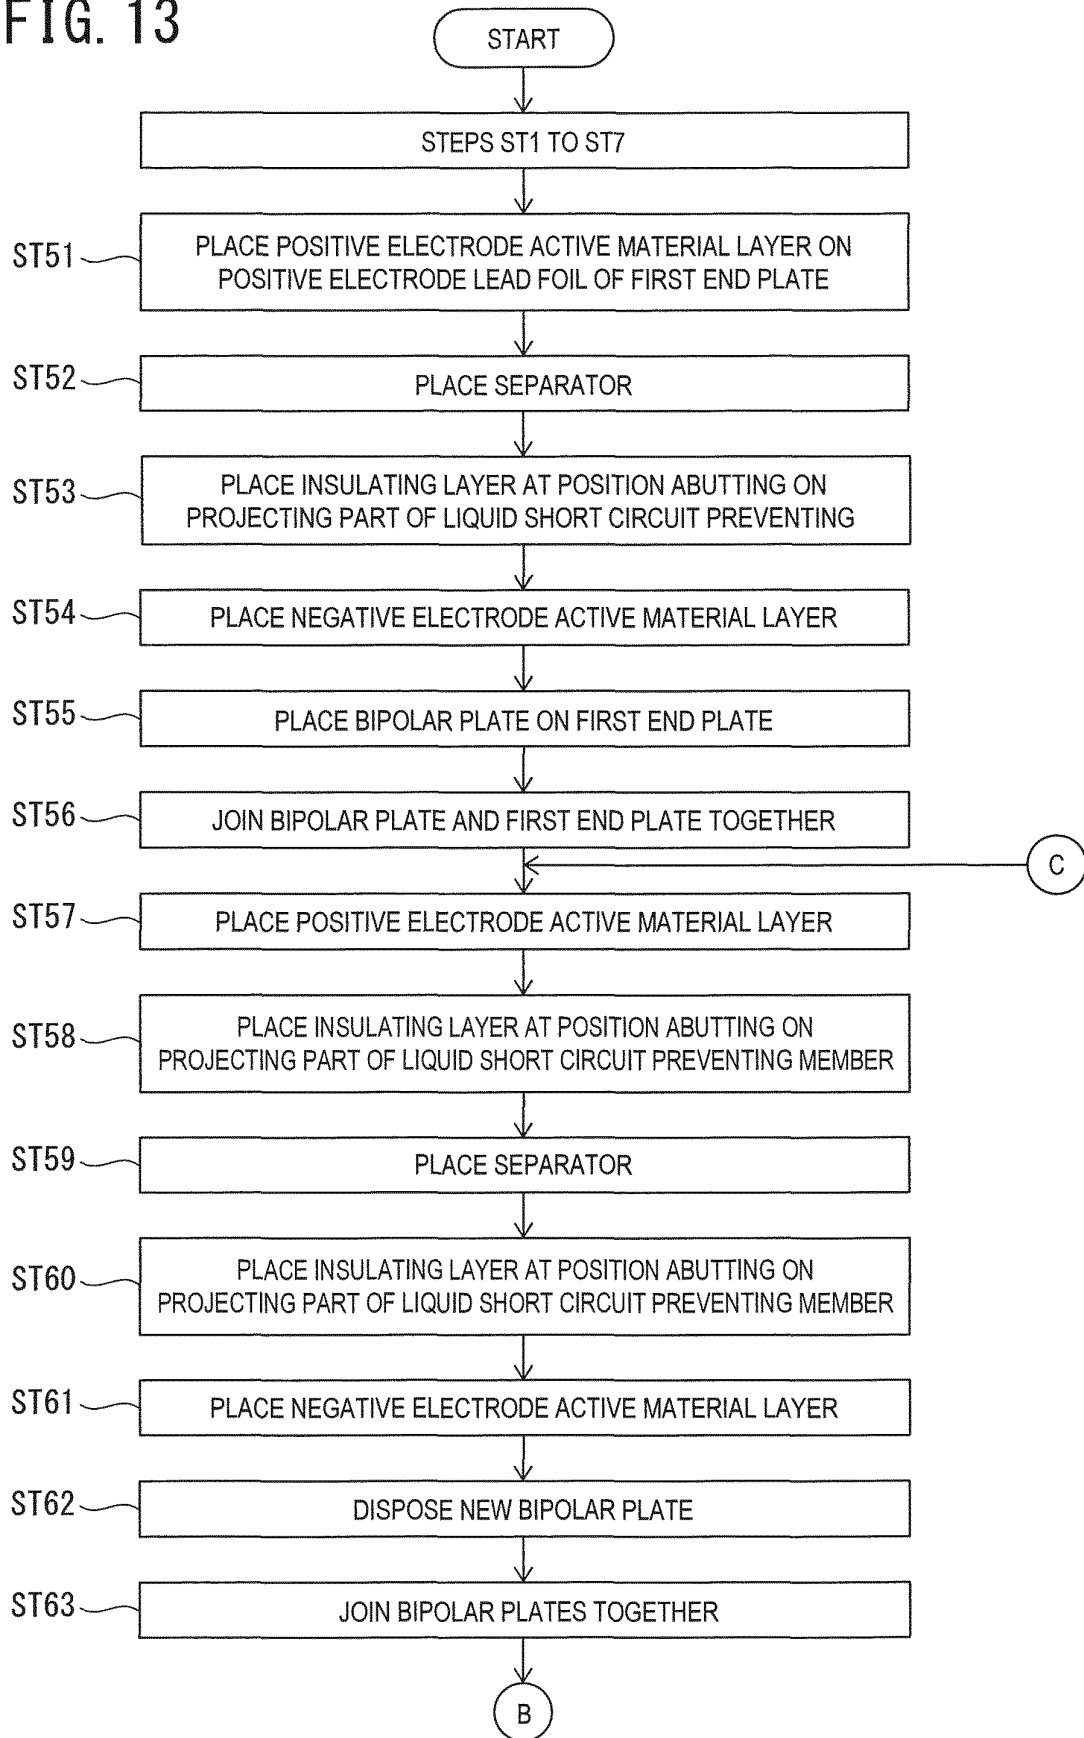 FIG. 13
START
STEPS ST1 TO ST7
ST51
PLACE POSITIVE ELECTRODE ACTIVE MATERIAL LAYER ON
POSITIVE ELECTRODE LEAD FOIL OF FIRST END PLATE
ST52
PLACE SEPARATOR
ST53
PLACE INSULATING LAYER AT POSITION ABUTTING ON
PROJECTING PART OF LIQUID SHORT CIRCUIT PREVENTING
ST54
PLACE NEGATIVE ELECTRODE ACTIVE MATERIAL LAYER
ST55
PLACE BIPOLAR PLATE ON FIRST END PLATE
ST56
JOIN BIPOLAR PLATE AND FIRST END PLATE TOGETHER
C
ST57
PLACE POSITIVE ELECTRODE ACTIVE MATERIAL LAYER
ST58
PLACE INSULATING LAYER AT POSITION ABUTTING ON
PROJECTING PART OF LIQUID SHORT CIRCUIT PREVENTING MEMBER
ST59
PLACE SEPARATOR
ST60
PLACE INSULATING LAYER AT POSITION ABUTTING ON
PROJECTING PART OF LIQUID SHORT CIRCUIT PREVENTING MEMBER
ST61
PLACE NEGATIVE ELECTRODE ACTIVE MATERIAL LAYER
ST62
DISPOSE NEW BIPOLAR PLATE
ST63
JOIN BIPOLAR PLATES TOGETHER
B